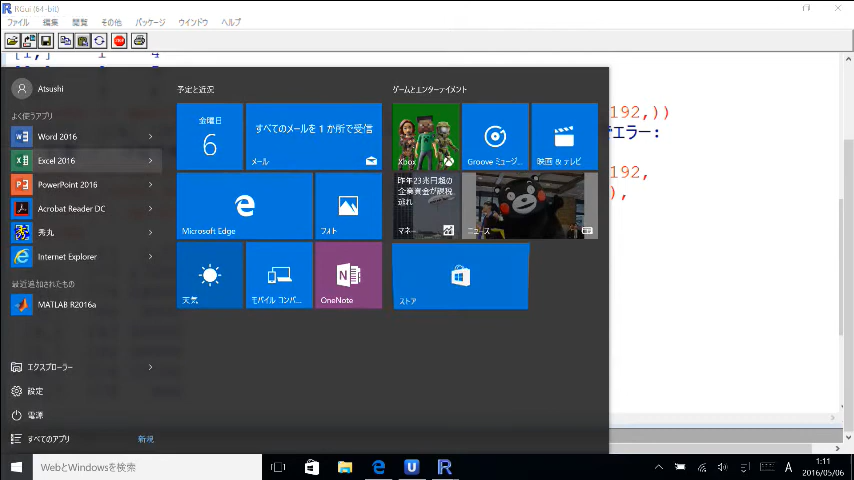 RGui (64-bit)
ファイル 編集 閲覧 その他 パッケージ ウインドウ ヘルプ
STOP
Atsushi
よく使うアプリ
Word 2016
Excel 2016
PowerPoint 2016
Acrobat Reader DC
秀丸
Internet Explorer
最近追加されたもの
MATLAB R2016a
エクスプローラー
設定
電源
すべてのアプリ 新規
予定と近況
金曜日
6
すべてのメールを 1 か所で受信
メール
Microsoft Edge
フォト
天気
モバイル コンパ...
OneNote
ゲームとエンターテイメント
Xbox
Groove ミュージ...
映画 & テレビ
昨年23兆円超の
企業資金が課税
逃れ
マネー
ニュース
ストア
192,))
エラー:
192,
),
WebとWindowsを検索
A
1:11
2016/05/06